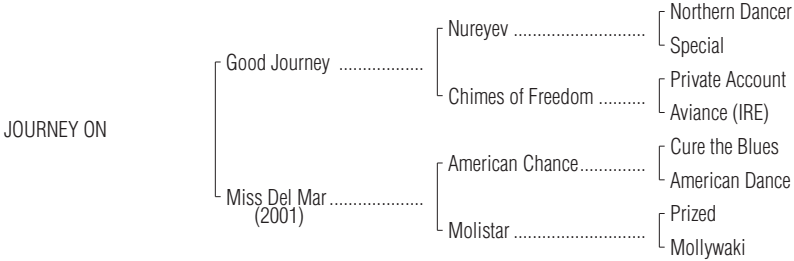 Northern Dancer
Nureyev .............................
Special
Good Journey ..................
Private Account
Chimes of Freedom ..........
Aviance (IRE)
JOURNEY ON
Cure the Blues
American Chance..............
American Dance
Miss Del Mar ....................
(2001)
Prized
Molistar .............................
Mollywaki